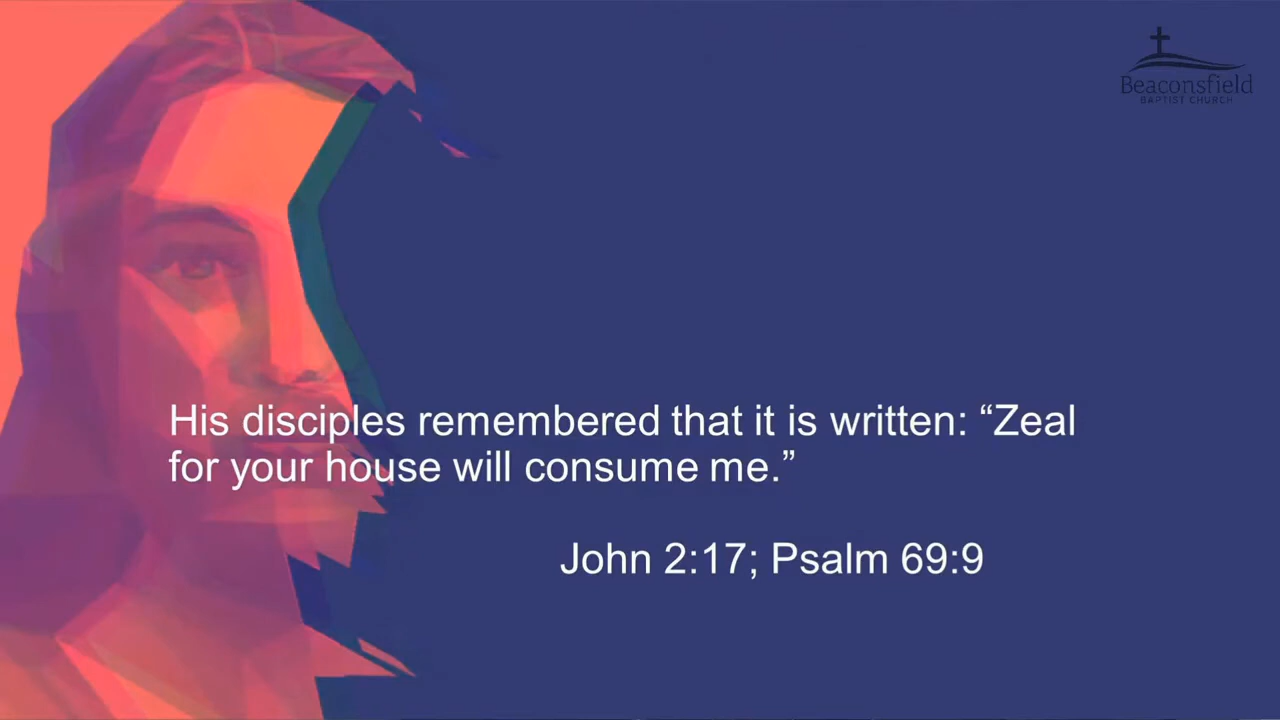 Beaconsfield
BAPTIST CHURCH
His disciples remembered that it is written: “Zeal
for your house will consume me.”
John 2:17; Psalm 69:9